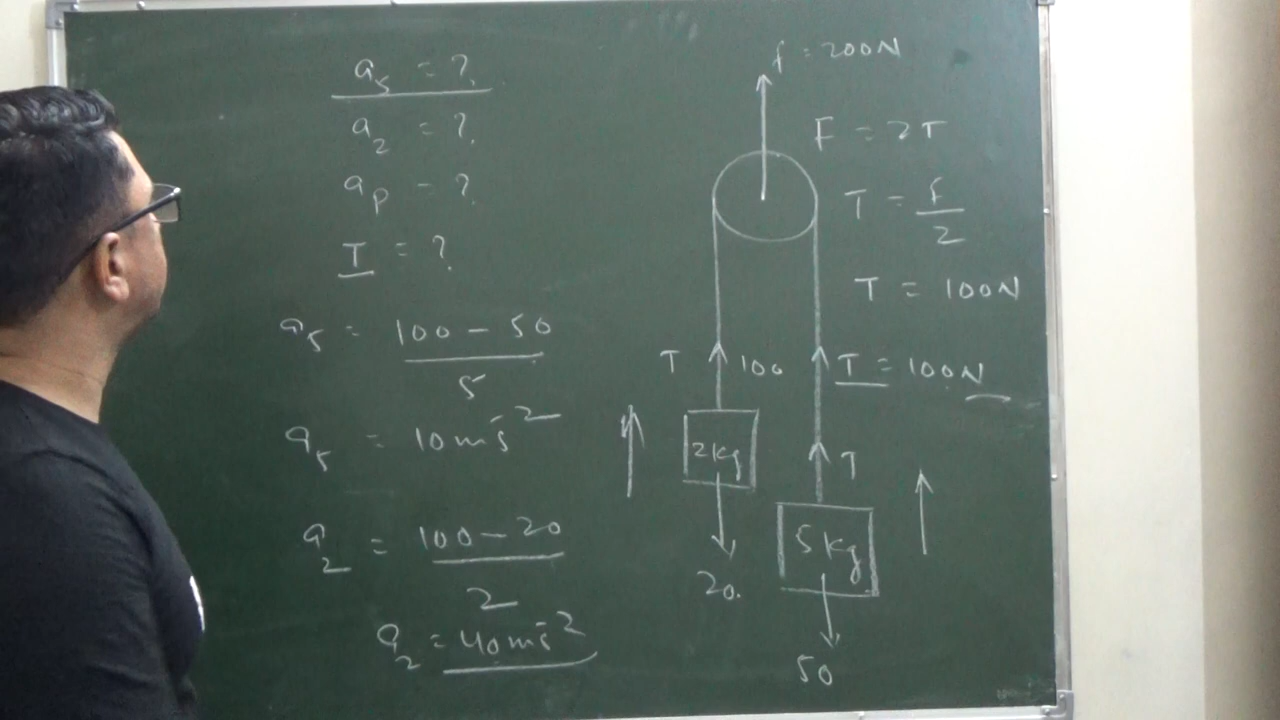 a₅ = ?
a₂ = ?
aₚ = ?
T = ?
a₅ = 100 - 50
5
a₅ = 10 ms⁻²
a₂ = 100 - 20
2
a₂ = 40 ms⁻²
f = 200N
F = 2T
T = f
2
T = 100N
T 100 T = 100N
2kg
T
5kg
20.
50